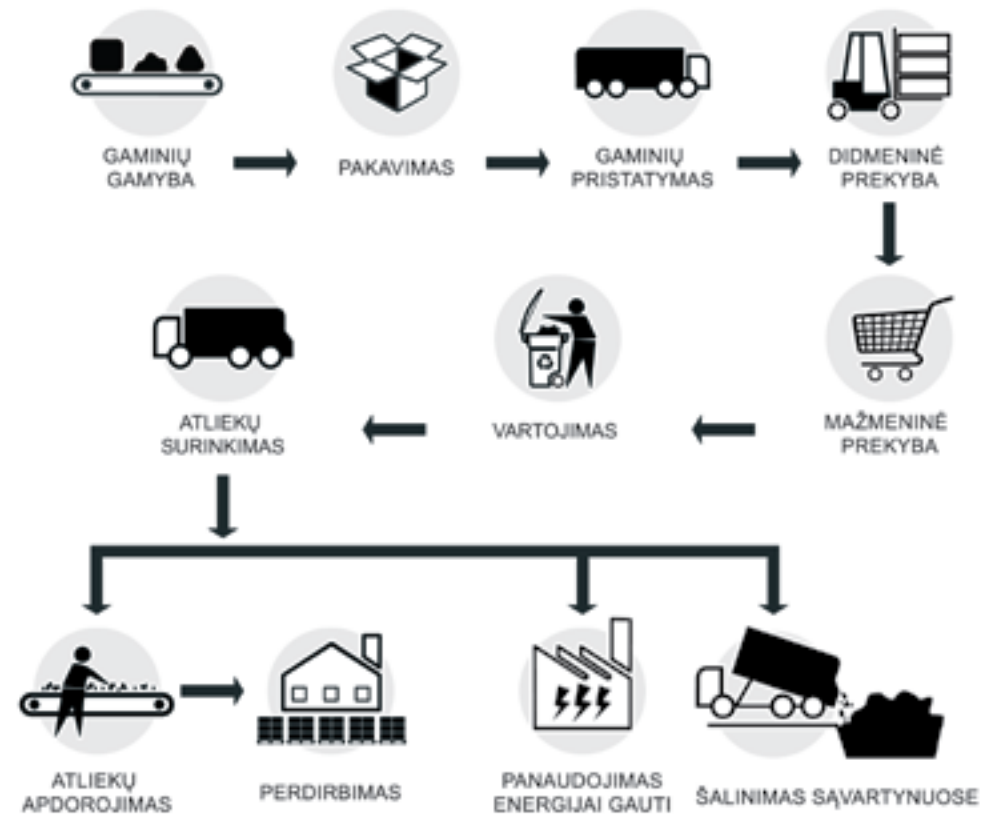 GAMINIŲ
GAMYBA
PAKAVIMAS
GAMINIŲ
PRISTATYMAS
DIDMENINĖ
PREKYBA
ATLIEKŲ
SURINKIMAS
VARTOJIMAS
MAŽMENINĖ
PREKYBA
ATLIEKŲ
APDOROJIMAS
PERDIRBIMAS
PANAUDOJIMAS
ENERGIJAI GAUTI
ŠALINIMAS SĄVARTYNUOSE